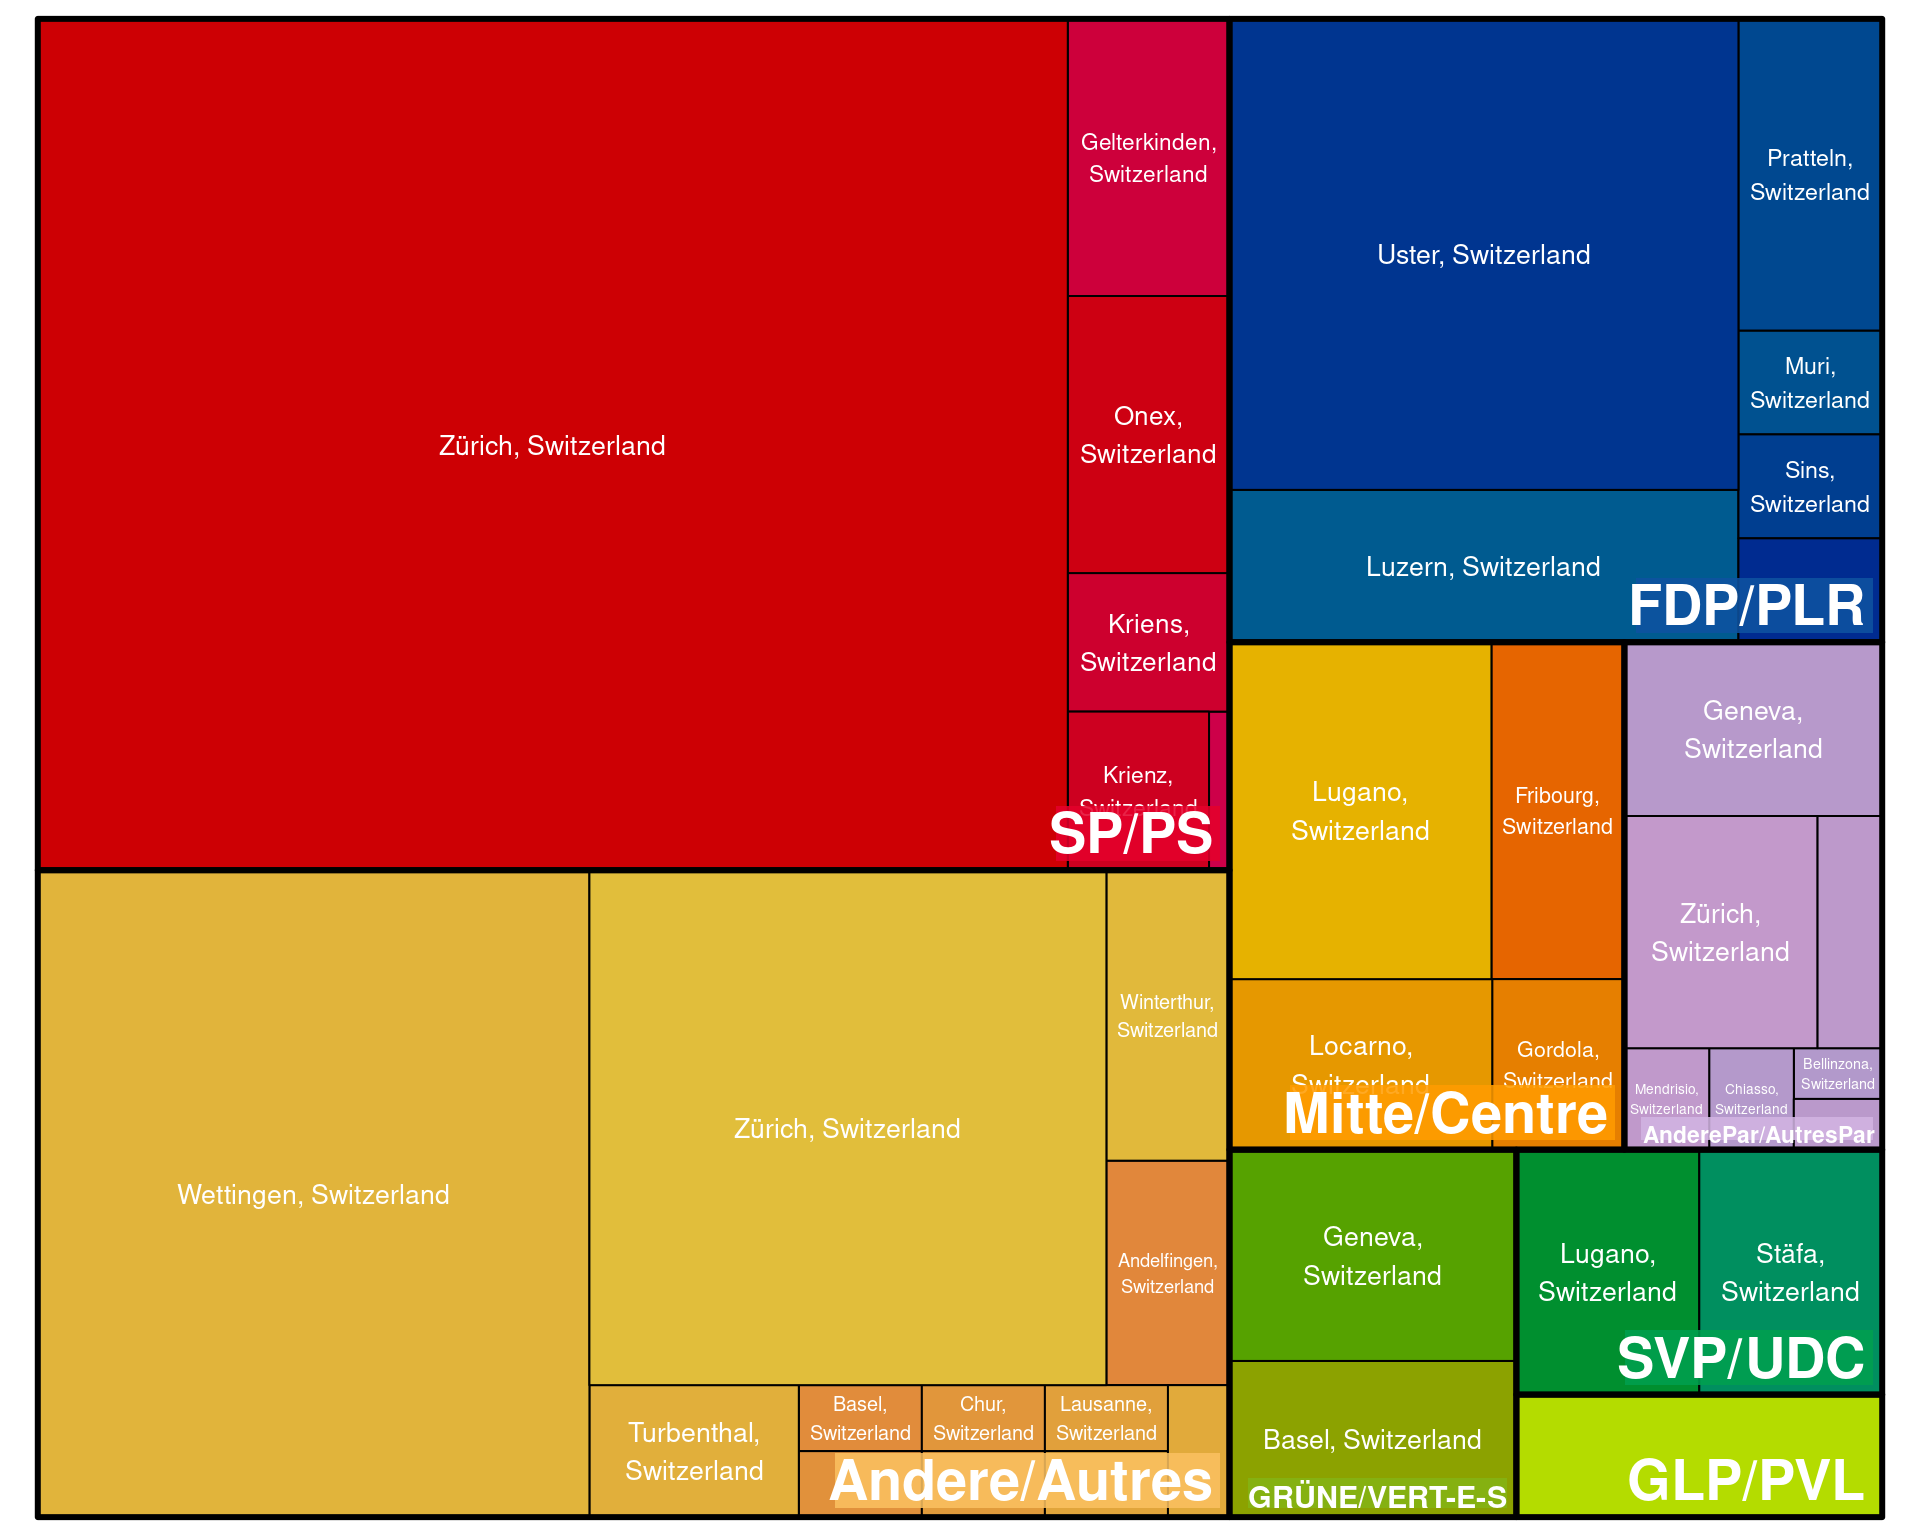 Zürich, Switzerland
Gelterkinden,
Switzerland
Onex,
Switzerland
Kriens,
Switzerland
Krienz,
Switzerland
SP/PS
Uster, Switzerland
Pratteln,
Switzerland
Muri,
Switzerland
Sins,
Switzerland
Luzern, Switzerland
FDP/PLR
Wettingen, Switzerland
Zürich, Switzerland
Winterthur,
Switzerland
Andelfingen,
Switzerland
Turbenthal,
Switzerland
Basel,
Switzerland
Chur,
Switzerland
Lausanne,
Switzerland
Andere/Autres
Lugano,
Switzerland
Fribourg,
Switzerland
Locarno,
Switzerland
Gordola,
Switzerland
Mitte/Centre
Geneva,
Switzerland
Zürich,
Switzerland
Mendrisio,
Switzerland
Chiasso,
Switzerland
Bellinzona,
Switzerland
AnderePar/AutresPar
Geneva,
Switzerland
Basel, Switzerland
GRÜNE/VERT-E-S
Lugano,
Switzerland
Stäfa,
Switzerland
SVP/UDC
GLP/PVL